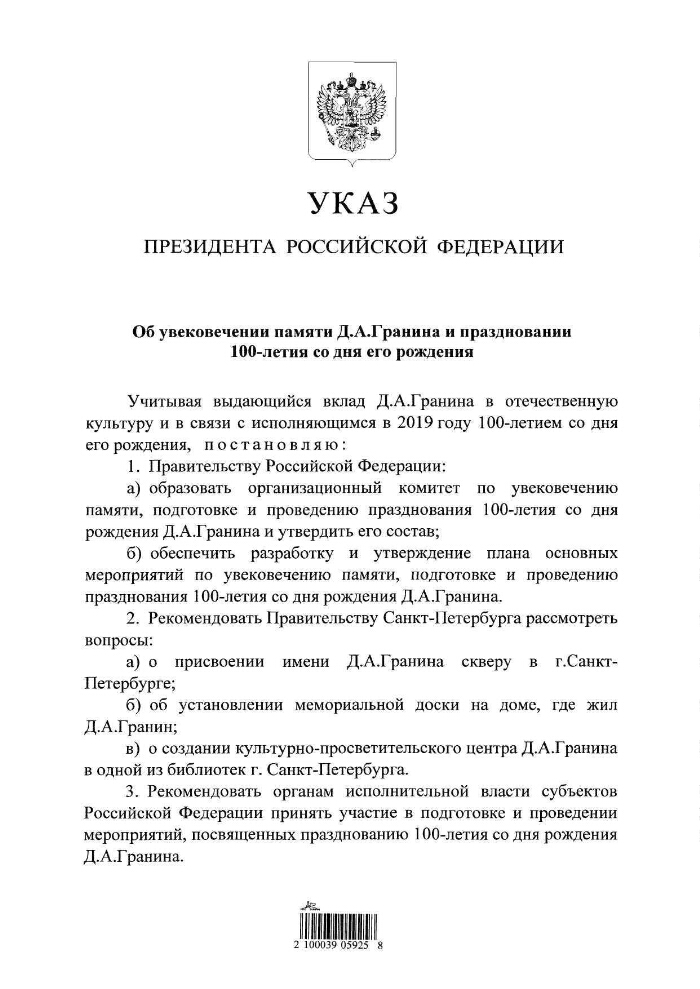 УКАЗ
ПРЕЗИДЕНТА РОССИЙСКОЙ ФЕДЕРАЦИИ
Об увековечении памяти Д.А.Гранина и праздновании
100-летия со дня его рождения
Учитывая выдающийся вклад Д.А.Гранина в отечественную
культуру и в связи с исполняющимся в 2019 году 100-летием со дня
его рождения, постановляю:
1. Правительству Российской Федерации:
а) образовать организационный комитет по увековечению
памяти, подготовке и проведению празднования 100-летия со дня
рождения Д.А.Гранина и утвердить его состав;
б) обеспечить разработку и утверждение плана основных
мероприятий по увековечению памяти, подготовке и проведению
празднования 100-летия со дня рождения Д.А.Гранина.
2. Рекомендовать Правительству Санкт-Петербурга рассмотреть
вопросы:
а) о присвоении имени Д.А.Гранина скверу в г.Санкт-
Петербурге;
б) об установлении мемориальной доски на доме, где жил
Д.А.Гранин;
в) о создании культурно-просветительского центра Д.А.Гранина
в одной из библиотек г. Санкт-Петербурга.
3. Рекомендовать органам исполнительной власти субъектов
Российской Федерации принять участие в подготовке и проведении
мероприятий, посвященных празднованию 100-летия со дня рождения
Д.А.Гранина.
2 100039 05925 8